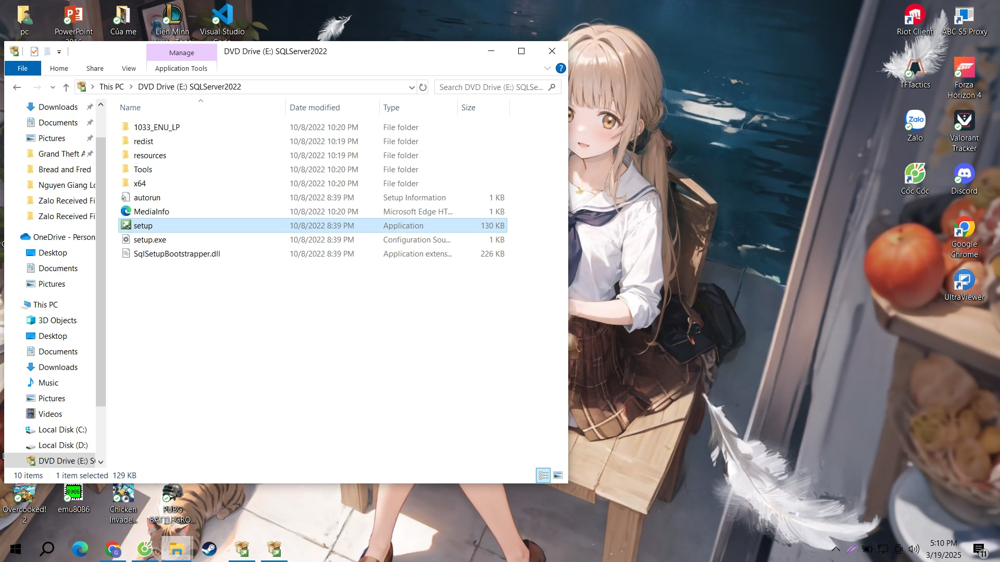 pc
PowerPoint
2016
Của me
Liên Minh
Visual Studio
Code
Riot Client
ABC S5 Proxy
TFTactics
Forza
Horizon 4
Zalo
Zalo
Valorant
Tracker
Cốc Cốc
Discord
Google
Chrome
UltraViewer
Manage
DVD Drive (E:) SQLServer2022
File
Home
Share
View
Application Tools
?
This PC
DVD Drive (E:) SQLServer2022
Search DVD Drive (E:) SQLSe...
Downloads
Documents
Pictures
Grand Theft A
Bread and Fred
Nguyen Giang Lo
Zalo Received Fi
Zalo Received Fi
OneDrive - Person
Desktop
Documents
Pictures
This PC
3D Objects
Desktop
Documents
Downloads
Music
Pictures
Videos
Local Disk (C:)
Local Disk (D:)
DVD Drive (E:) SQ
Name Date modified Type Size
1033_ENU_LP 10/8/2022 10:20 PM File folder
redist 10/8/2022 10:19 PM File folder
resources 10/8/2022 10:19 PM File folder
Tools 10/8/2022 10:20 PM File folder
x64 10/8/2022 10:20 PM File folder
autorun 10/8/2022 8:39 PM Setup Information 1 KB
MediaInfo 10/8/2022 10:20 PM Microsoft Edge HT... 1 KB
setup 10/8/2022 8:39 PM Application 130 KB
setup.exe 10/8/2022 8:39 PM Configuration Sou... 1 KB
SqlSetupBootstrapper.dll 10/8/2022 8:39 PM Application extens... 226 KB
10 items 1 item selected 129 KB
Overcooked!
2
8086
emu8086
Chicken
Invade...
PUBG
BATTLEGRO...
5:10 PM
3/19/2025
11